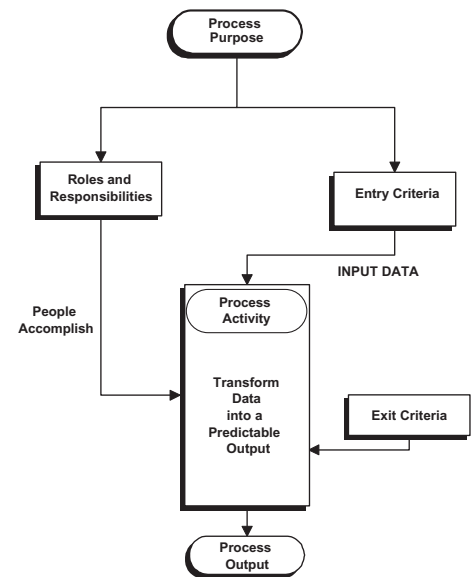 Process
Purpose
Roles and
Responsibilities
Entry Criteria
INPUT DATA
People
Accomplish
Process
Activity
Transform
Data
into a
Predictable
Output
Exit Criteria
Process
Output